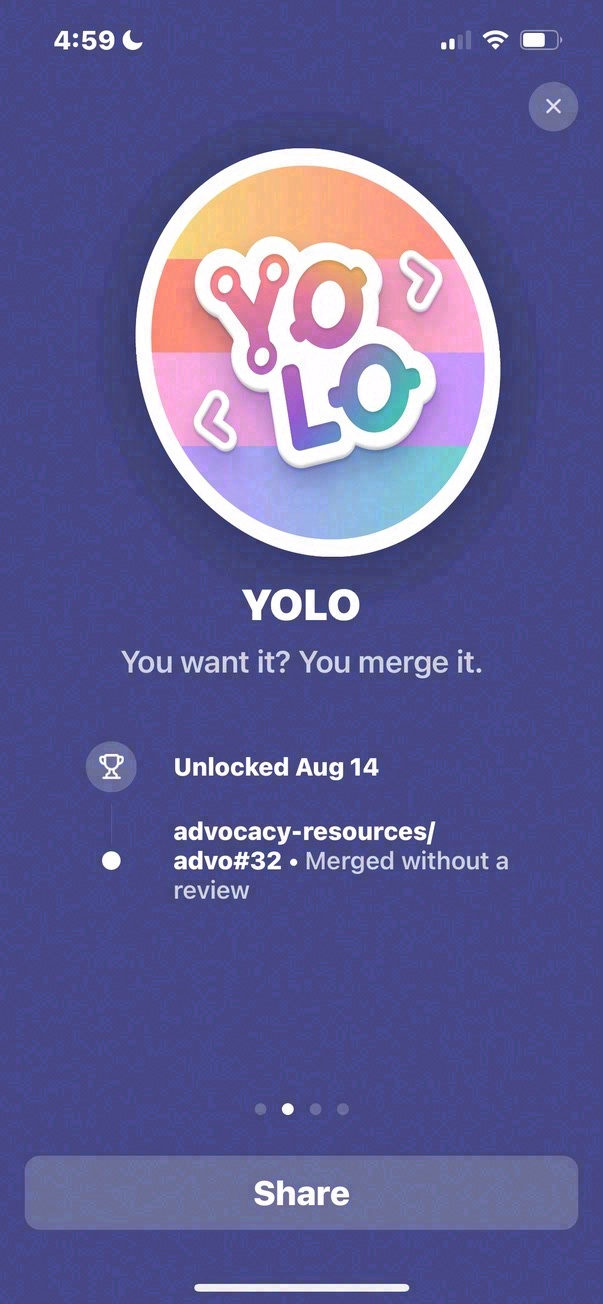 4:59
YO
LO
YOLO
You want it? You merge it.
Unlocked Aug 14
advocacy-resources/
advo#32 • Merged without a
review
Share